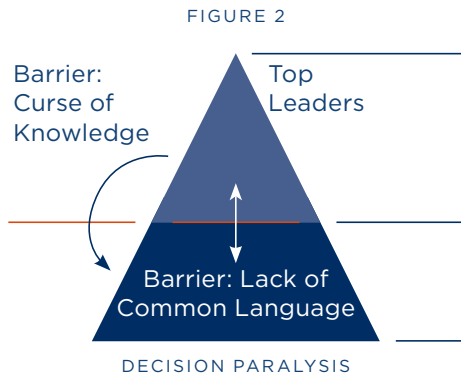 FIGURE 2
Barrier:
Curse of
Knowledge
Top
Leaders
Barrier: Lack of
Common Language
DECISION PARALYSIS